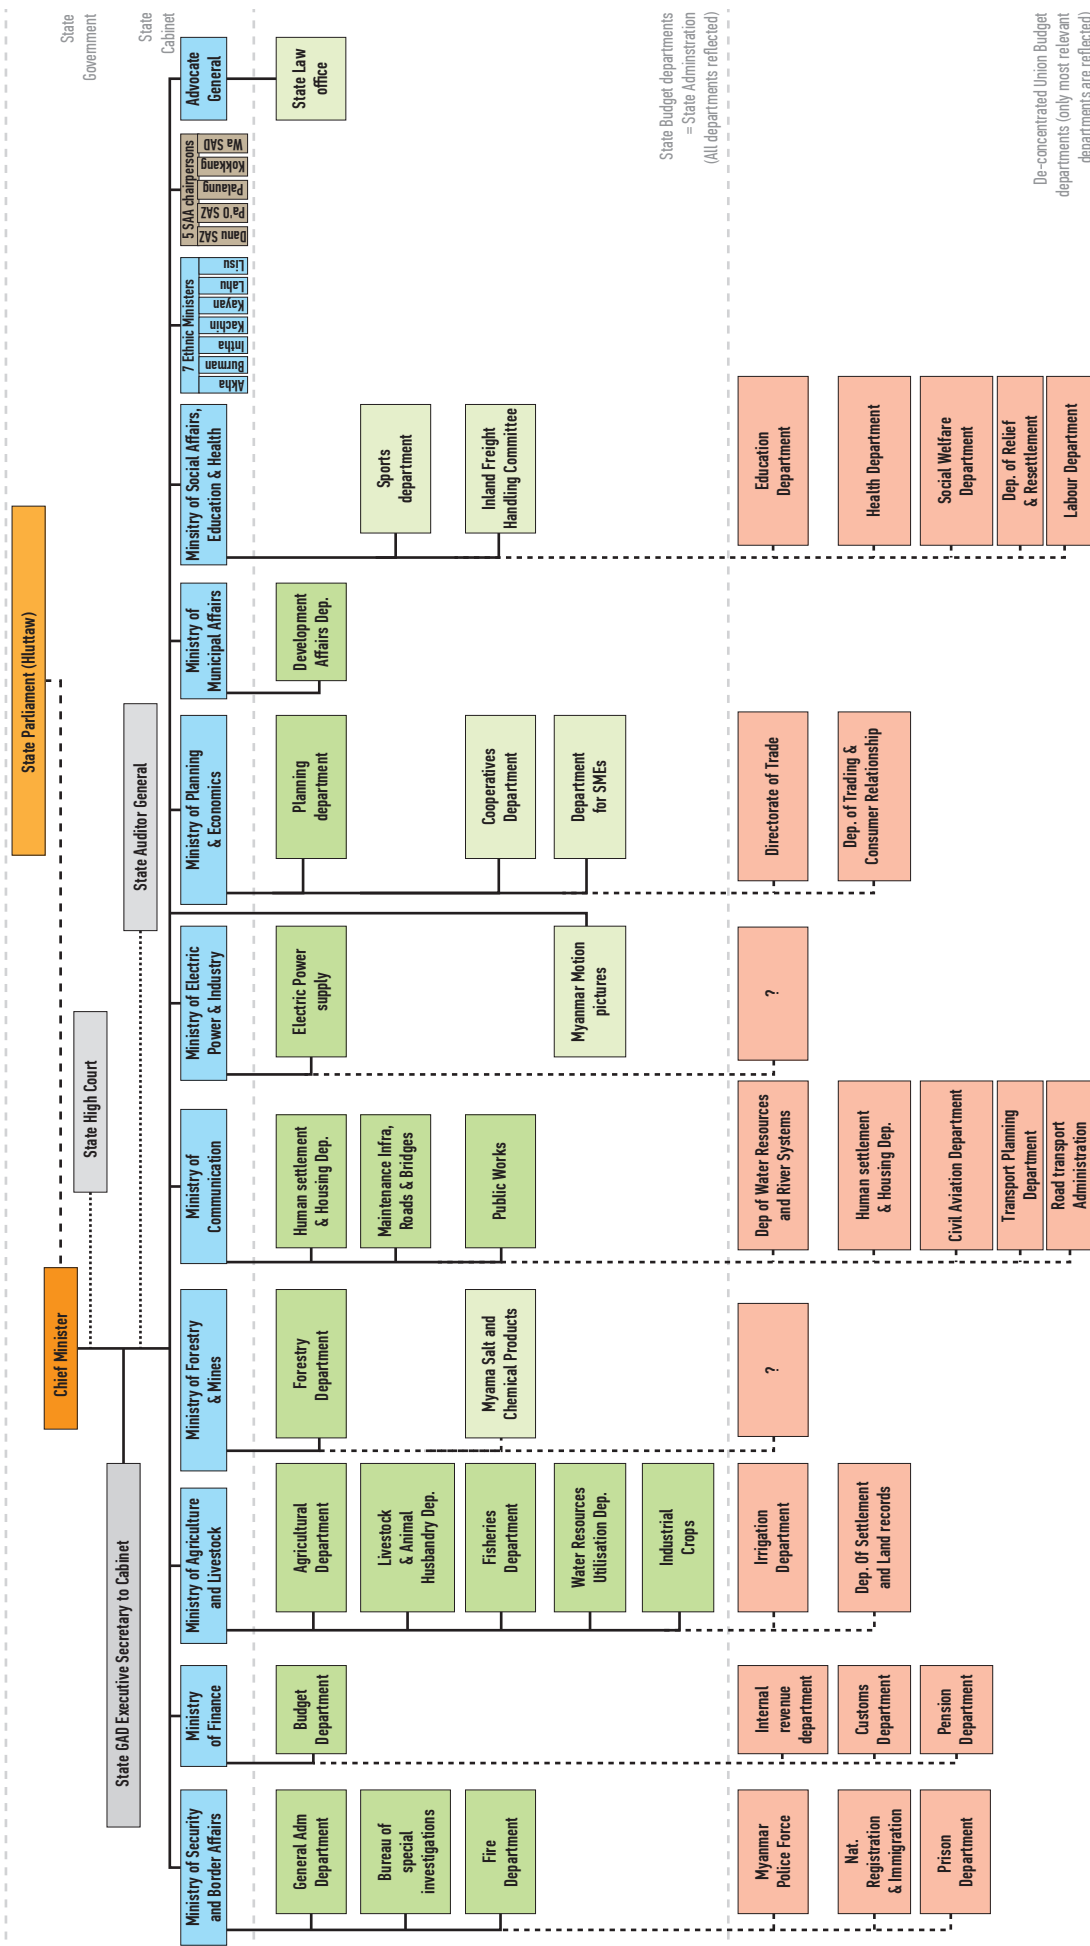 State
Government
State
Cabinet
State Budget departments
= State Adminstration
(All departments reflected)
De-concentrated Union Budget
departments (only most relevant
departments are reflected)
State Parliament (Hluttaw)
Chief Minister
State High Court
State Auditor General
State GAD Executive Secretary to Cabinet
Ministry of Security
and Border Affairs
General Adm
Department
Bureau of
special
investigations
Fire
Department
Myanmar
Police Force
Nat.
Registration
& Immigration
Prison
Department
Ministry
of Finance
Budget
Department
Internal
revenue
department
Customs
Department
Pension
Department
Ministry of Agriculture
and Livestock
Agricultural
Department
Livestock
& Animal
Husbandry Dep.
Fisheries
Department
Water Resources
Utilisation Dep.
Industrial
Crops
Irrigation
Department
Dep. Of Settlement
and Land records
Ministry of Forestry
& Mines
Forestry
Department
Myama Salt and
Chemical Products
?
Ministry of
Communication
Human settlement
& Housing Dep.
Maintenance Infra,
Roads & Bridges
Public Works
Dep of Water Resources
and River Systems
Human settlement
& Housing Dep.
Civil Aviation Department
Transport Planning
Department
Road transport
Administration
Ministry of Electric
Power & Industry
Electric Power
supply
Myanmar Motion
pictures
?
Ministry of Planning
& Economics
Planning
department
Cooperatives
Department
Department
for SMEs
Directorate of Trade
Dep. of Trading &
Consumer Relationship
Ministry of
Municipal Affairs
Development
Affairs Dep.
Minsitry of Social Affairs,
Education & Health
Sports
department
Inland Freight
Handling Committee
Education
Department
Health Department
Social Welfare
Department
Dep. of Relief
& Resettlement
Labour Department
7 Ethnic Ministers
Akha
Burman
Intha
Kachin
Kayan
Lahu
Lisu
5 SAA chairpersons
Danu SAZ
Pa'O SAZ
Palaung
Kokkang
Wa SAD
Advocate
General
State Law
office